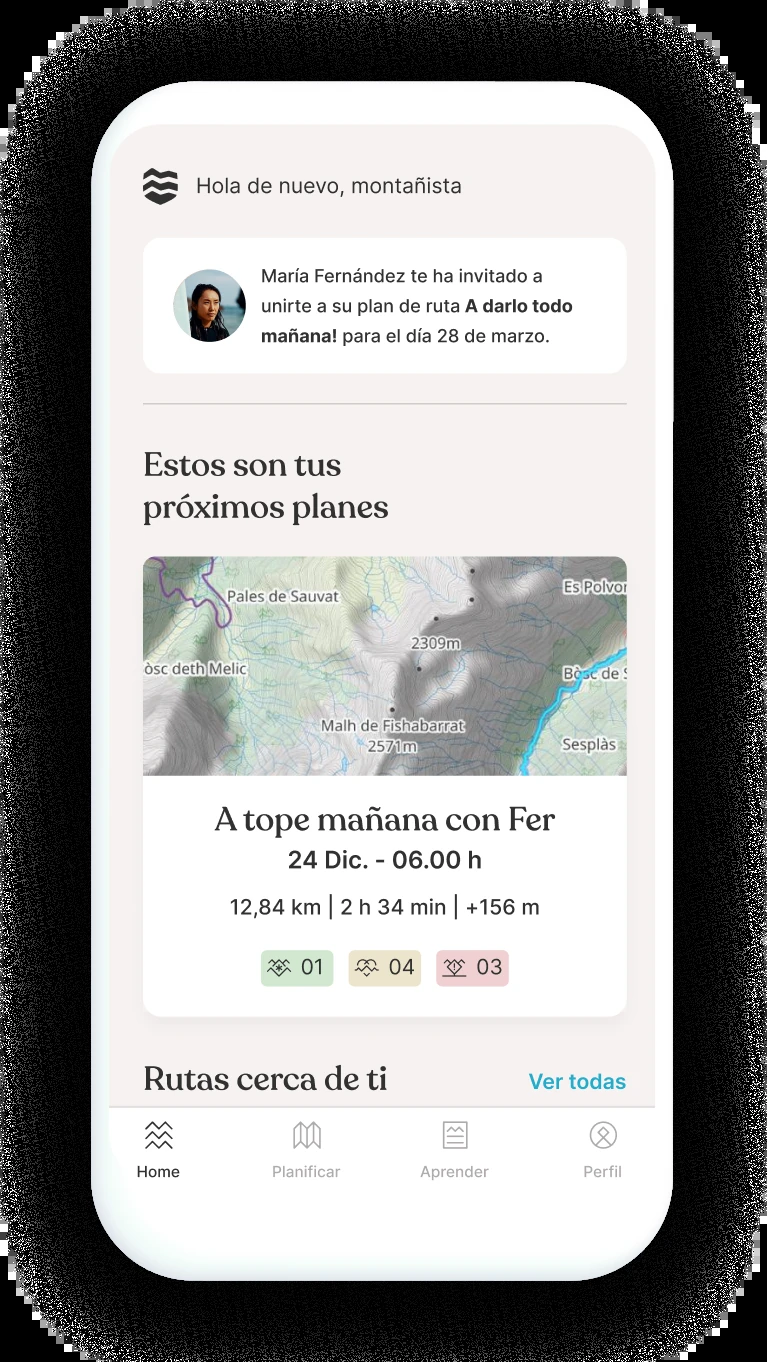 Hola de nuevo, montañista
María Fernández te ha invitado a
unirte a su plan de ruta A darlo todo
mañana! para el día 28 de marzo.
Estos son tus
próximos planes
Pales de Sauvat
Es Polvor
2309m
òsc deth Melic
Bòsc de S
Malh de Fishabarrat
2571m
Sesplàs
A tope mañana con Fer
24 Dic. - 06.00 h
12,84 km | 2 h 34 min | +156 m
01 04 03
Rutas cerca de ti
Ver todas
Home Planificar Aprender Perfil